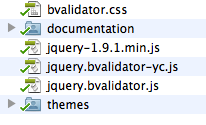 bvalidator.css
documentation
jquery-1.9.1.min.js
jquery.bvalidator-yc.js
jquery.bvalidator.js
themes